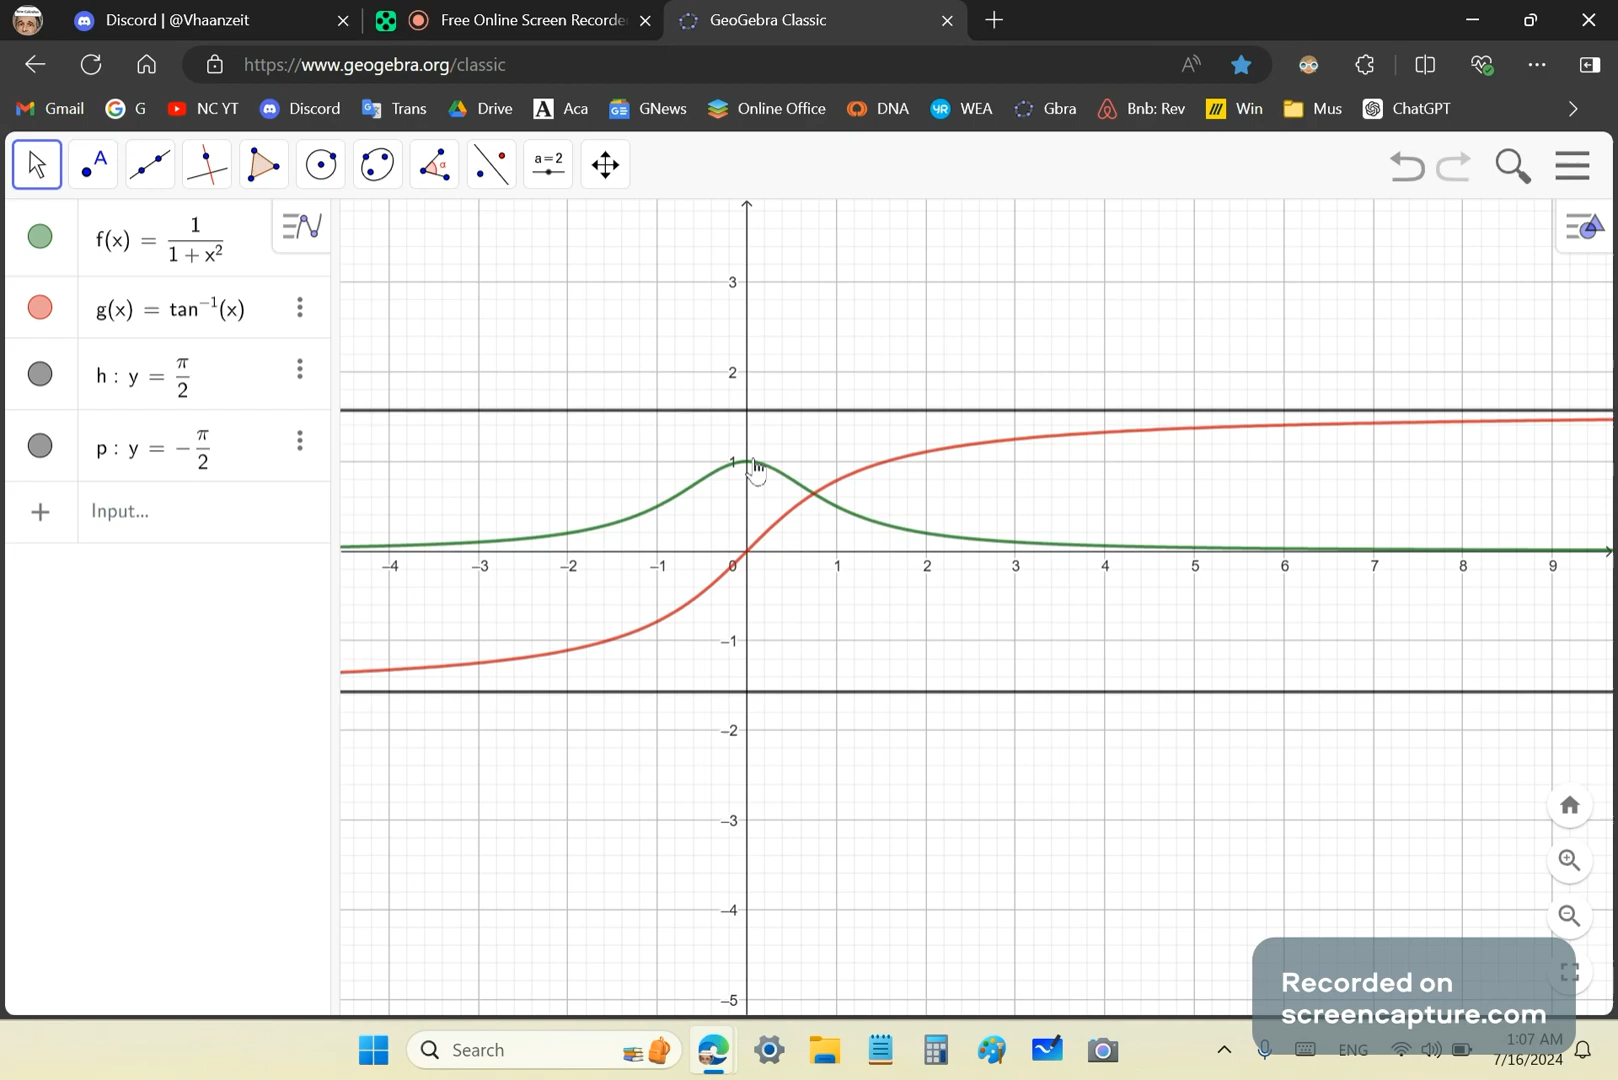 Discord | @Vhaanzeit
Free Online Screen Recorde
GeoGebra Classic
https://www.geogebra.org/classic
Gmail G NC YT Discord Trans Drive Aca GNews Online Office DNA WEA Gbra Bnb: Rev Win Mus ChatGPT
A α a = 2
f(x) = 1/(1 + x²)
g(x) = tan⁻¹(x)
h : y = π/2
p : y = −π/2
+ Input...
3
2
1
−4 −3 −2 −1 0 1 2 3 4 5 6 7 8 9
−1
−2
−3
−4
−5
Recorded on
screencapture.com
Search
ENG
1:07 AM
7/16/2024